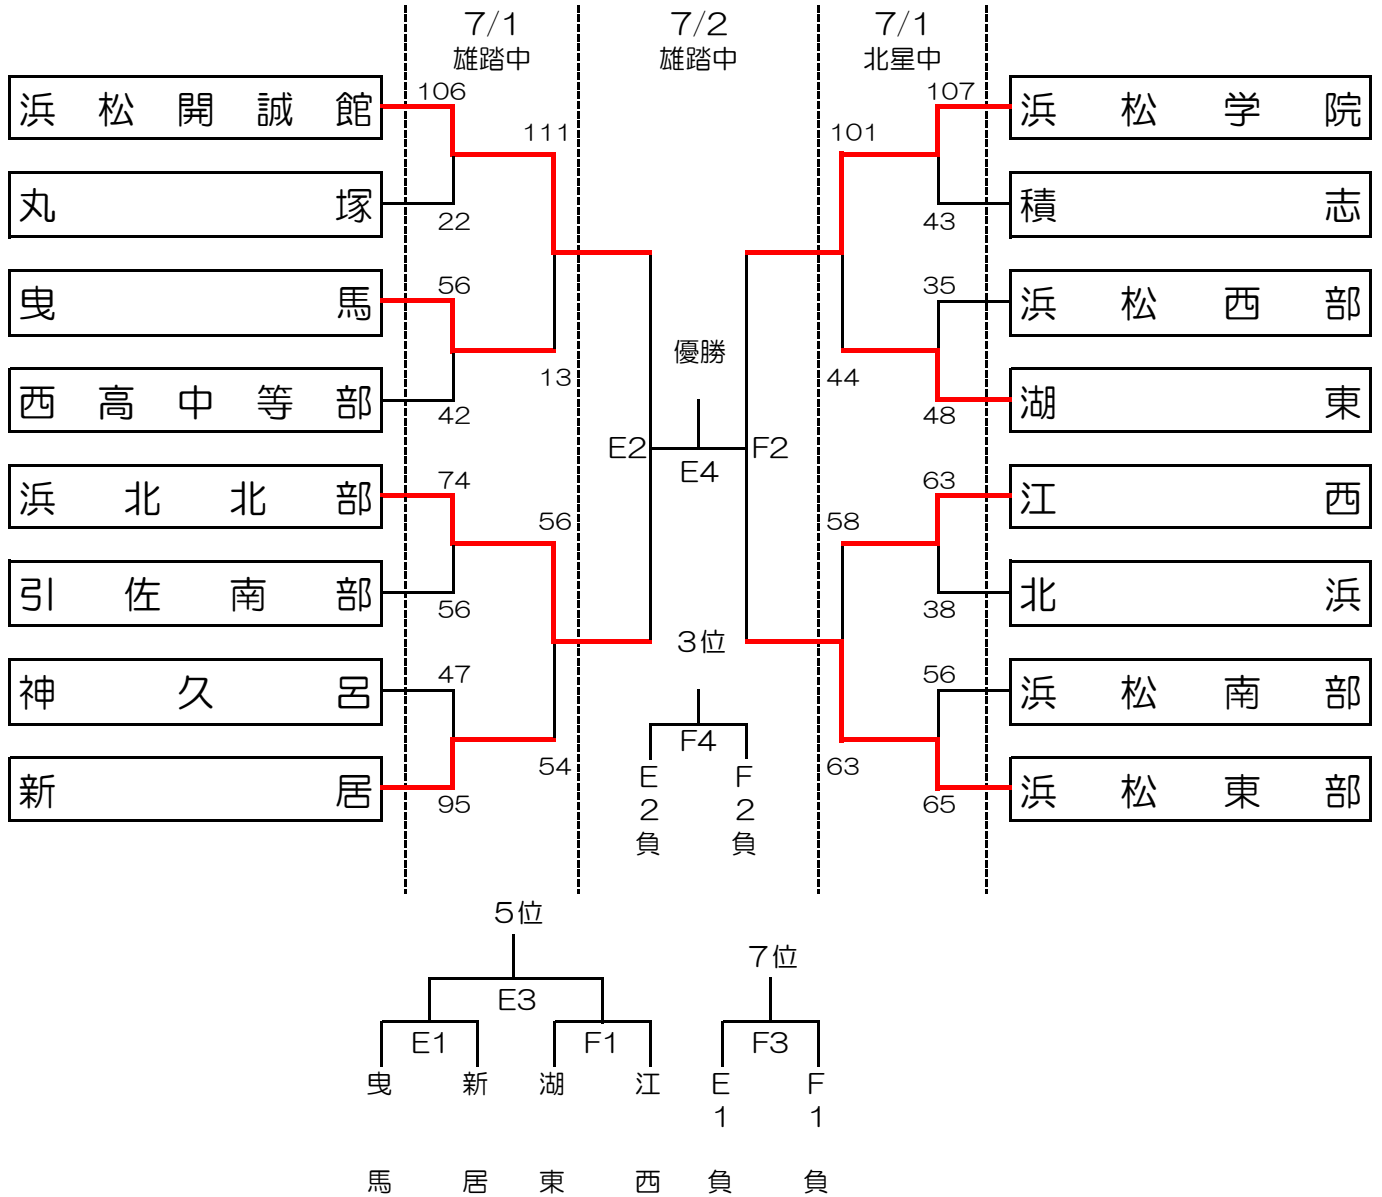 7/1 7/2 7/1
雄踏中 雄踏中 北星中
106 107
浜松開誠館 浜松学院
111 101
丸塚 積志
22 43
56 35
曳馬 浜松西部
優勝
13 44
西高中等部 湖東
42 48
E2 F2
E4
74 63
浜北北部 江西
56 58
引佐南部 北浜
56 38
3位
47 56
神久呂 浜松南部
F4
54 63
E2負 F2負
新居 浜松東部
95 65
5位
7位
E3
E1 F1 F3
曳馬 新居 湖東 江西 E1負 F1負